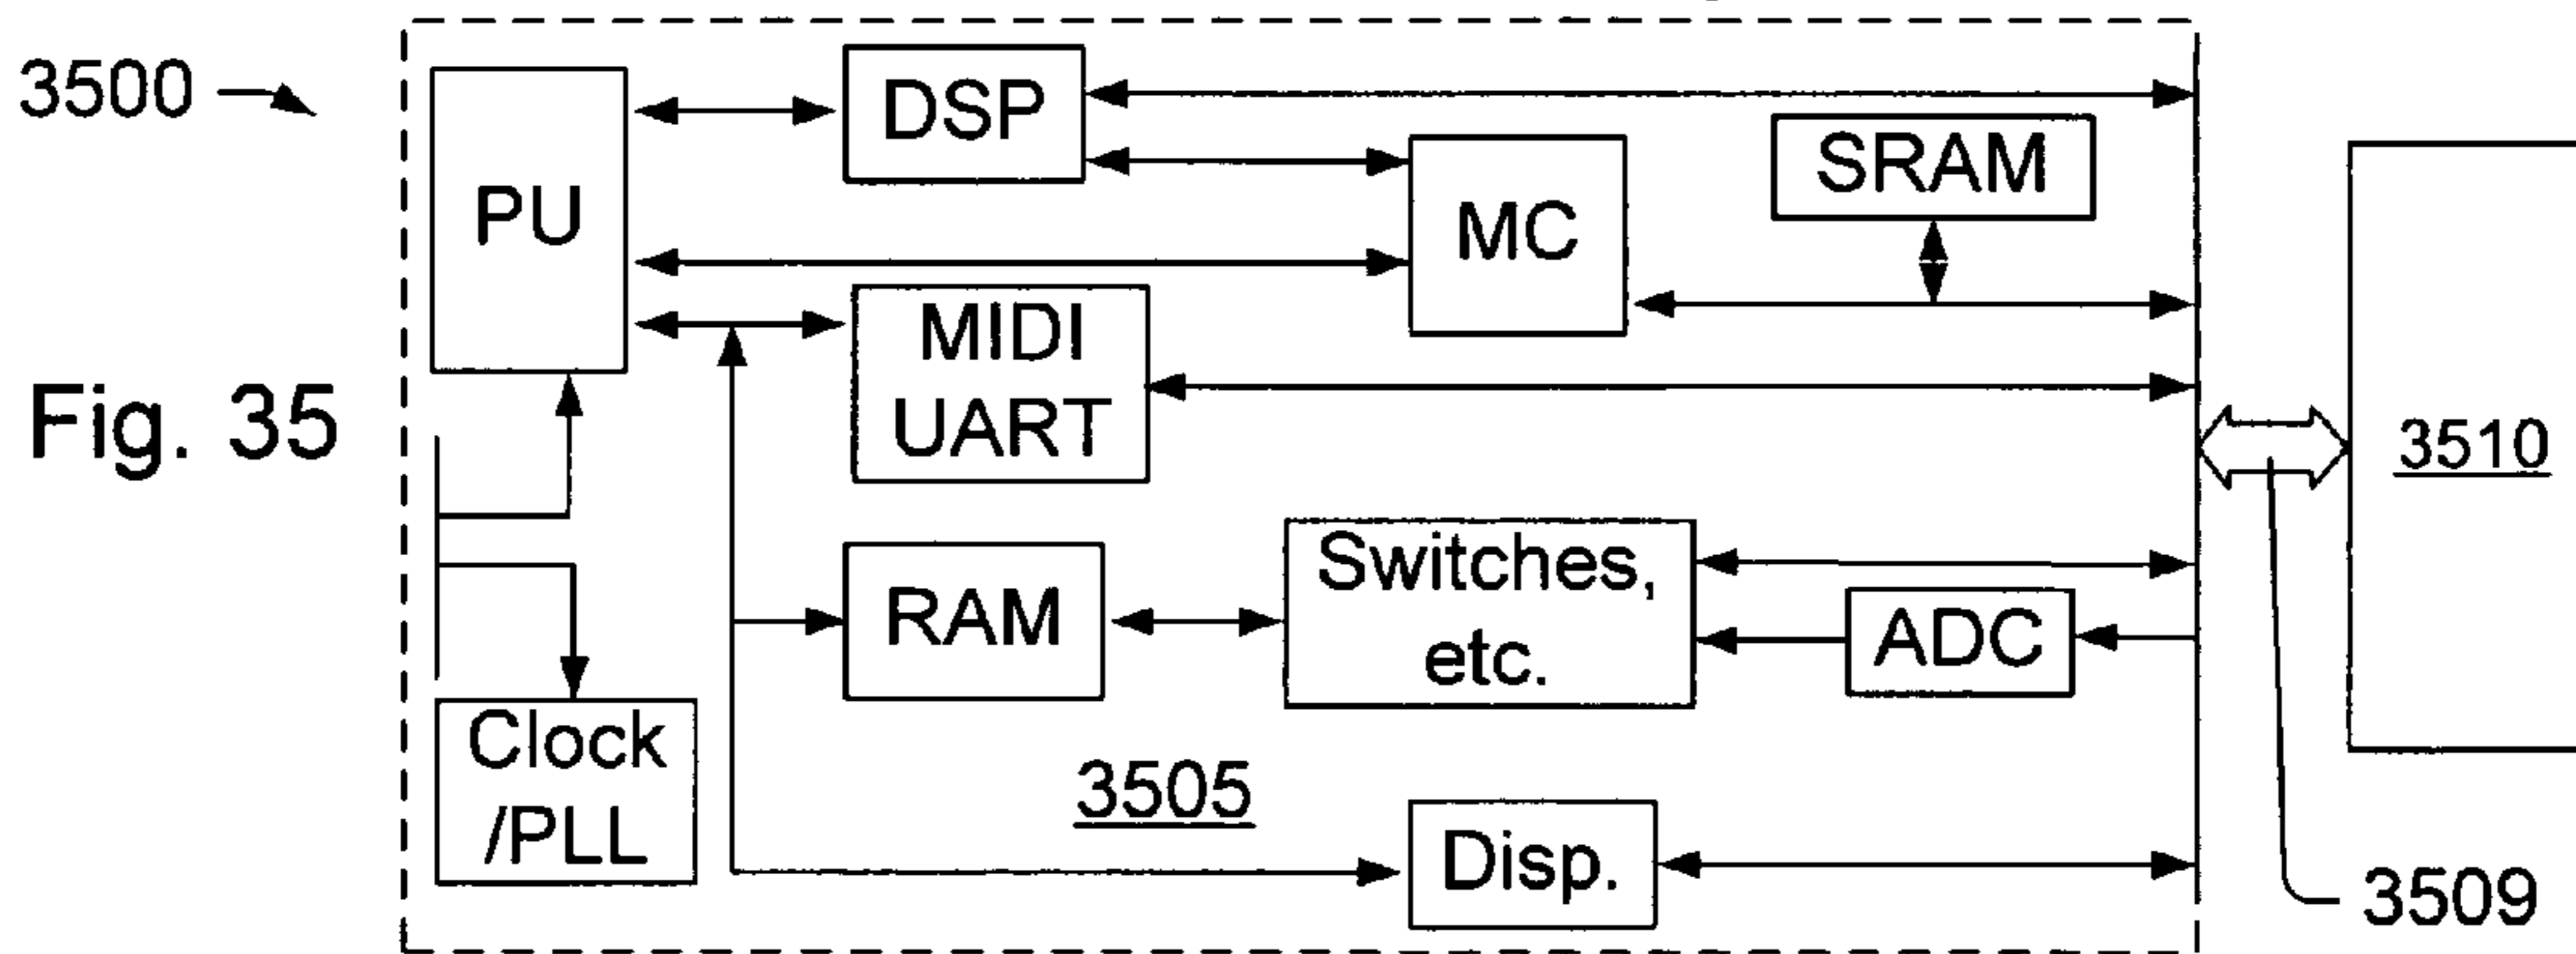 3500
PU
DSP
SRAM
MC
MIDI
UART
Fig. 35
3510
RAM
Switches,
etc.
ADC
Clock
/PLL
3505
Disp.
3509